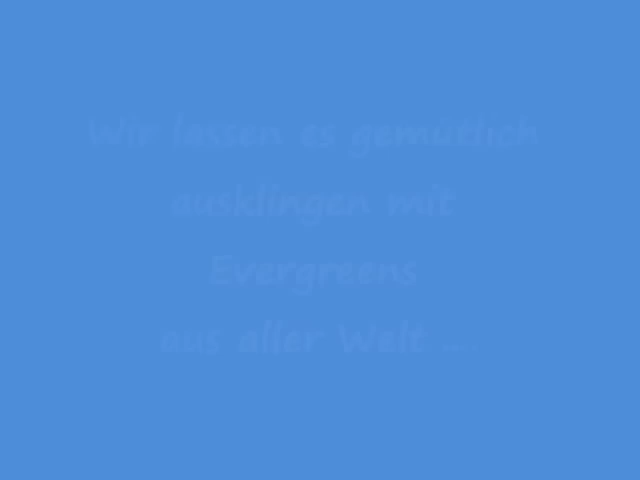 Wir lassen es gemütlich
ausklingen mit
Evergreens
aus aller Welt ....